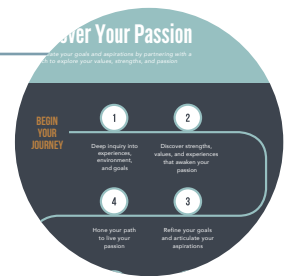 over Your Passion
ate your goals and aspirations by partnering with a
h to explore your values, strengths, and passion
BEGIN
YOUR
JOURNEY
1
Deep inquiry into
experiences,
environment,
and goals
2
Discover strengths,
values, and experiences
that awaken your
passion
4
Hone your path
to live your
passion
3
Refine your goals
and articulate your
aspirations